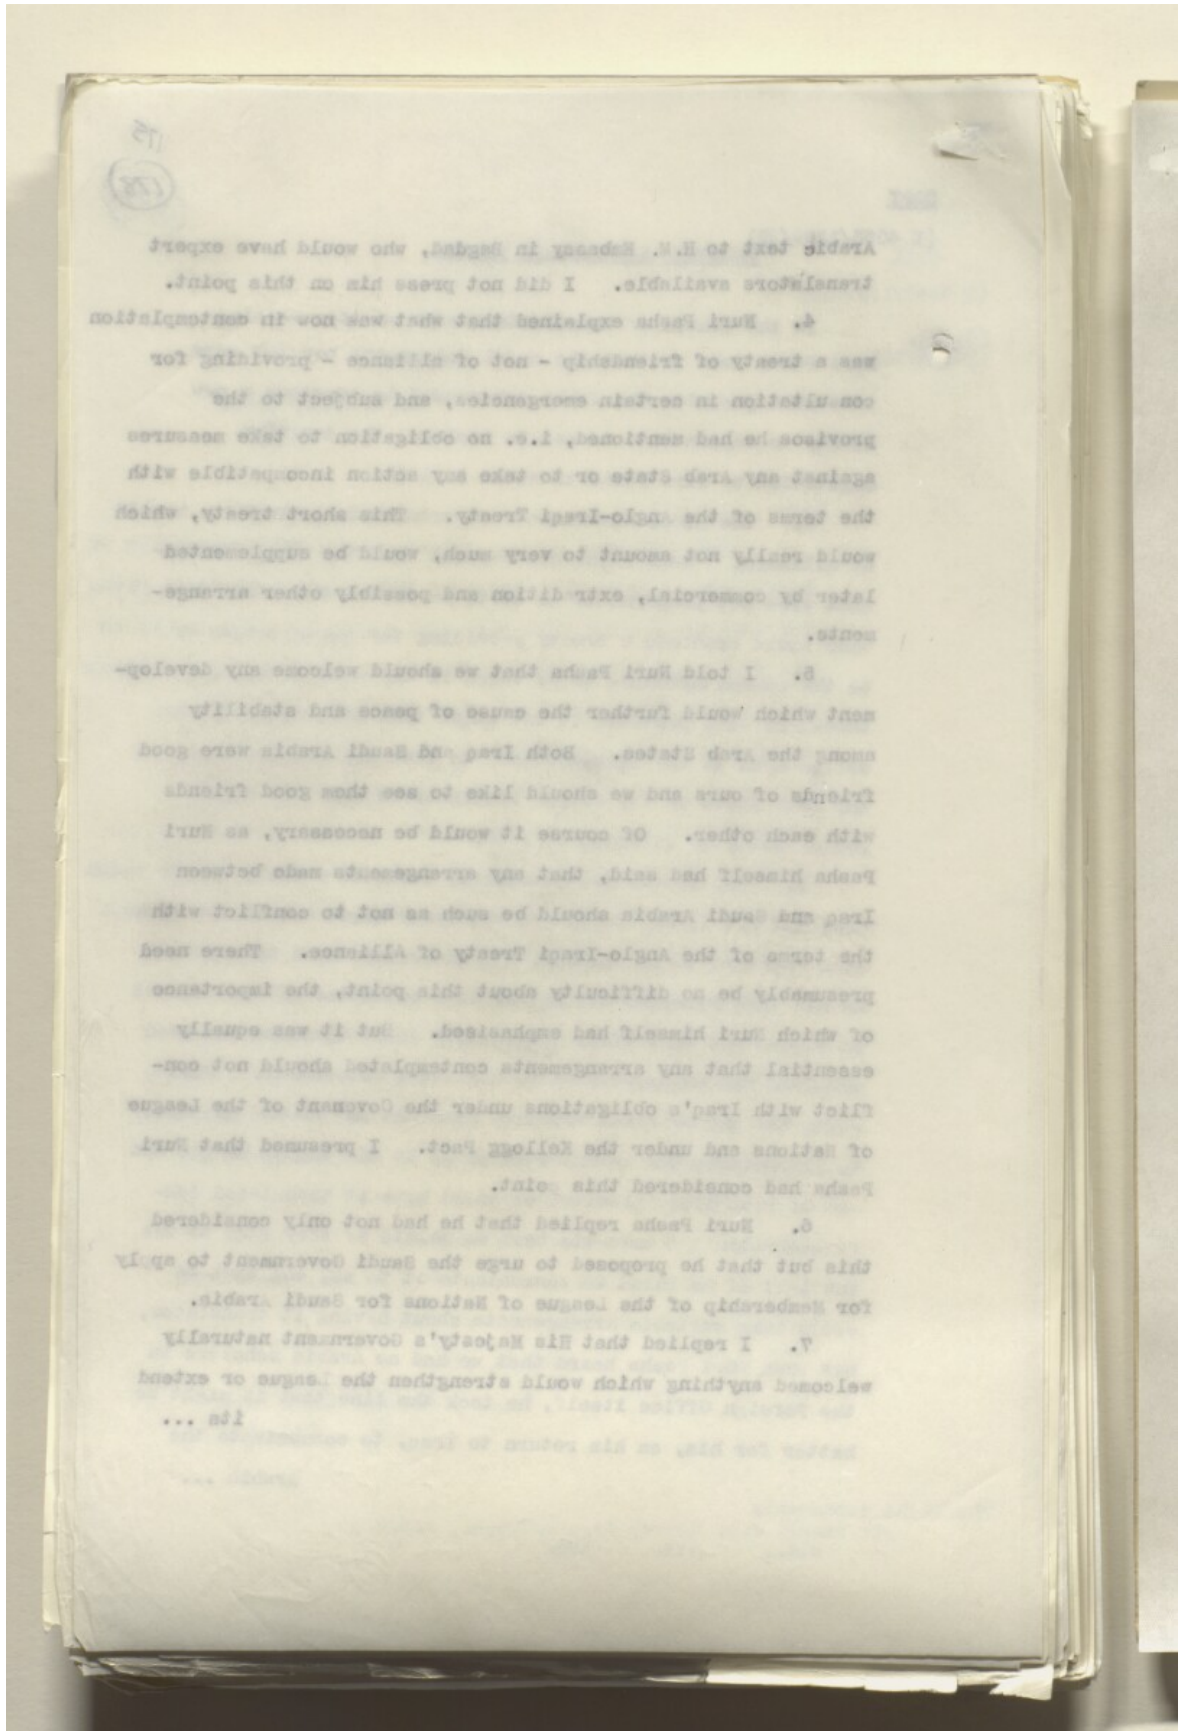 Arabic text to H.M. Embassy in Bagdad, who would have expert
translators available. I did not press him on this point.
4. Nuri Pasha explained that what was now in contemplation
was a treaty of friendship - not of alliance - providing for
consultation in certain emergencies, and subject to the
provisos he had mentioned, i.e. no obligation to take measures
against any Arab State or to take any action incompatible with
the terms of the Anglo-Iraqi Treaty. This short treaty, which
would really not amount to very much, would be supplemented
later by commercial, extradition and possibly other arrange-
ments.
5. I told Nuri Pasha that we should welcome any develop-
ment which would further the cause of peace and stability
among the Arab States. Both Iraq and Saudi Arabia were good
friends of ours and we should like to see them good friends
with each other. Of course it would be necessary, as Nuri
Pasha himself had said, that any arrangements made between
Iraq and Saudi Arabia should be such as not to conflict with
the terms of the Anglo-Iraqi Treaty of Alliance. There need
presumably be no difficulty about this point, the importance
of which Nuri himself had emphasised. But it was equally
essential that any arrangements contemplated should not con-
flict with Iraq's obligations under the Covenant of the League
of Nations and under the Kellogg Pact. I presumed that Nuri
Pasha had considered this point.
6. Nuri Pasha replied that he had not only considered
this but that he proposed to urge the Saudi Government to apply
for Membership of the League of Nations for Saudi Arabia.
7. I replied that His Majesty's Government naturally
welcomed anything which would strengthen the League or extend
its ...